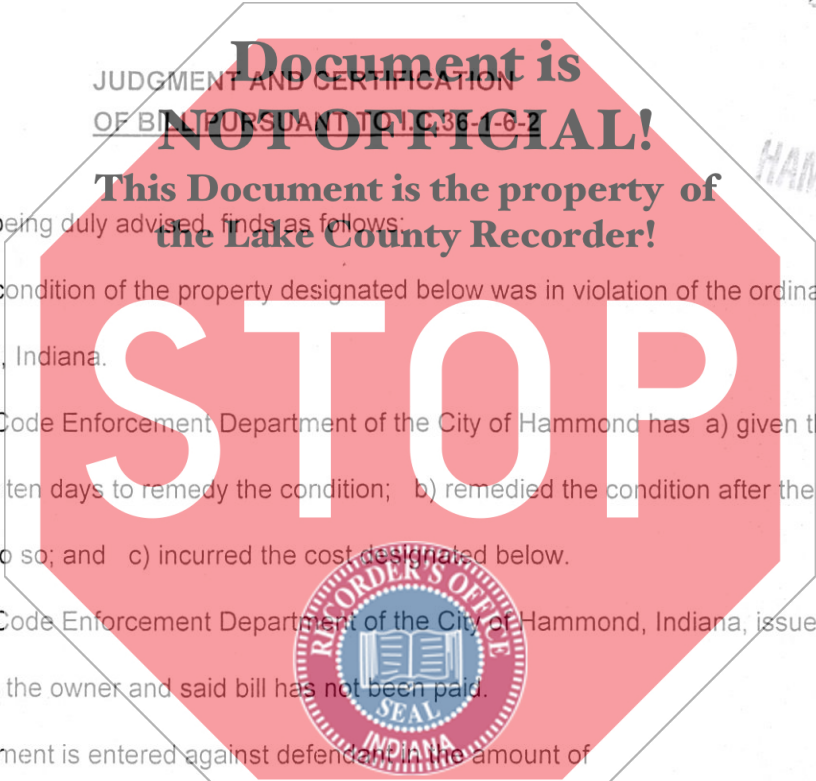 Document is
JUDGMENT AND CERTIFICATION
NOT OFFICIAL!
OF BILL PURSUANT TO I.C. 36-1-6-2
This Document is the property of
the Lake County Recorder!
being duly advised, finds as follows:
condition of the property designated below was in violation of the
, Indiana.
STOP
Code Enforcement Department of the City of Hammond has a) given
ten days to remedy the condition; b) remedied the condition after the
so; and c) incurred the cost designated below.
Code Enforcement Department of the City of Hammond, Indiana,
the owner and said bill has not been paid.
RECORDER'S OFFICE
SEAL
INDIANA
is entered against defendant in the amount of